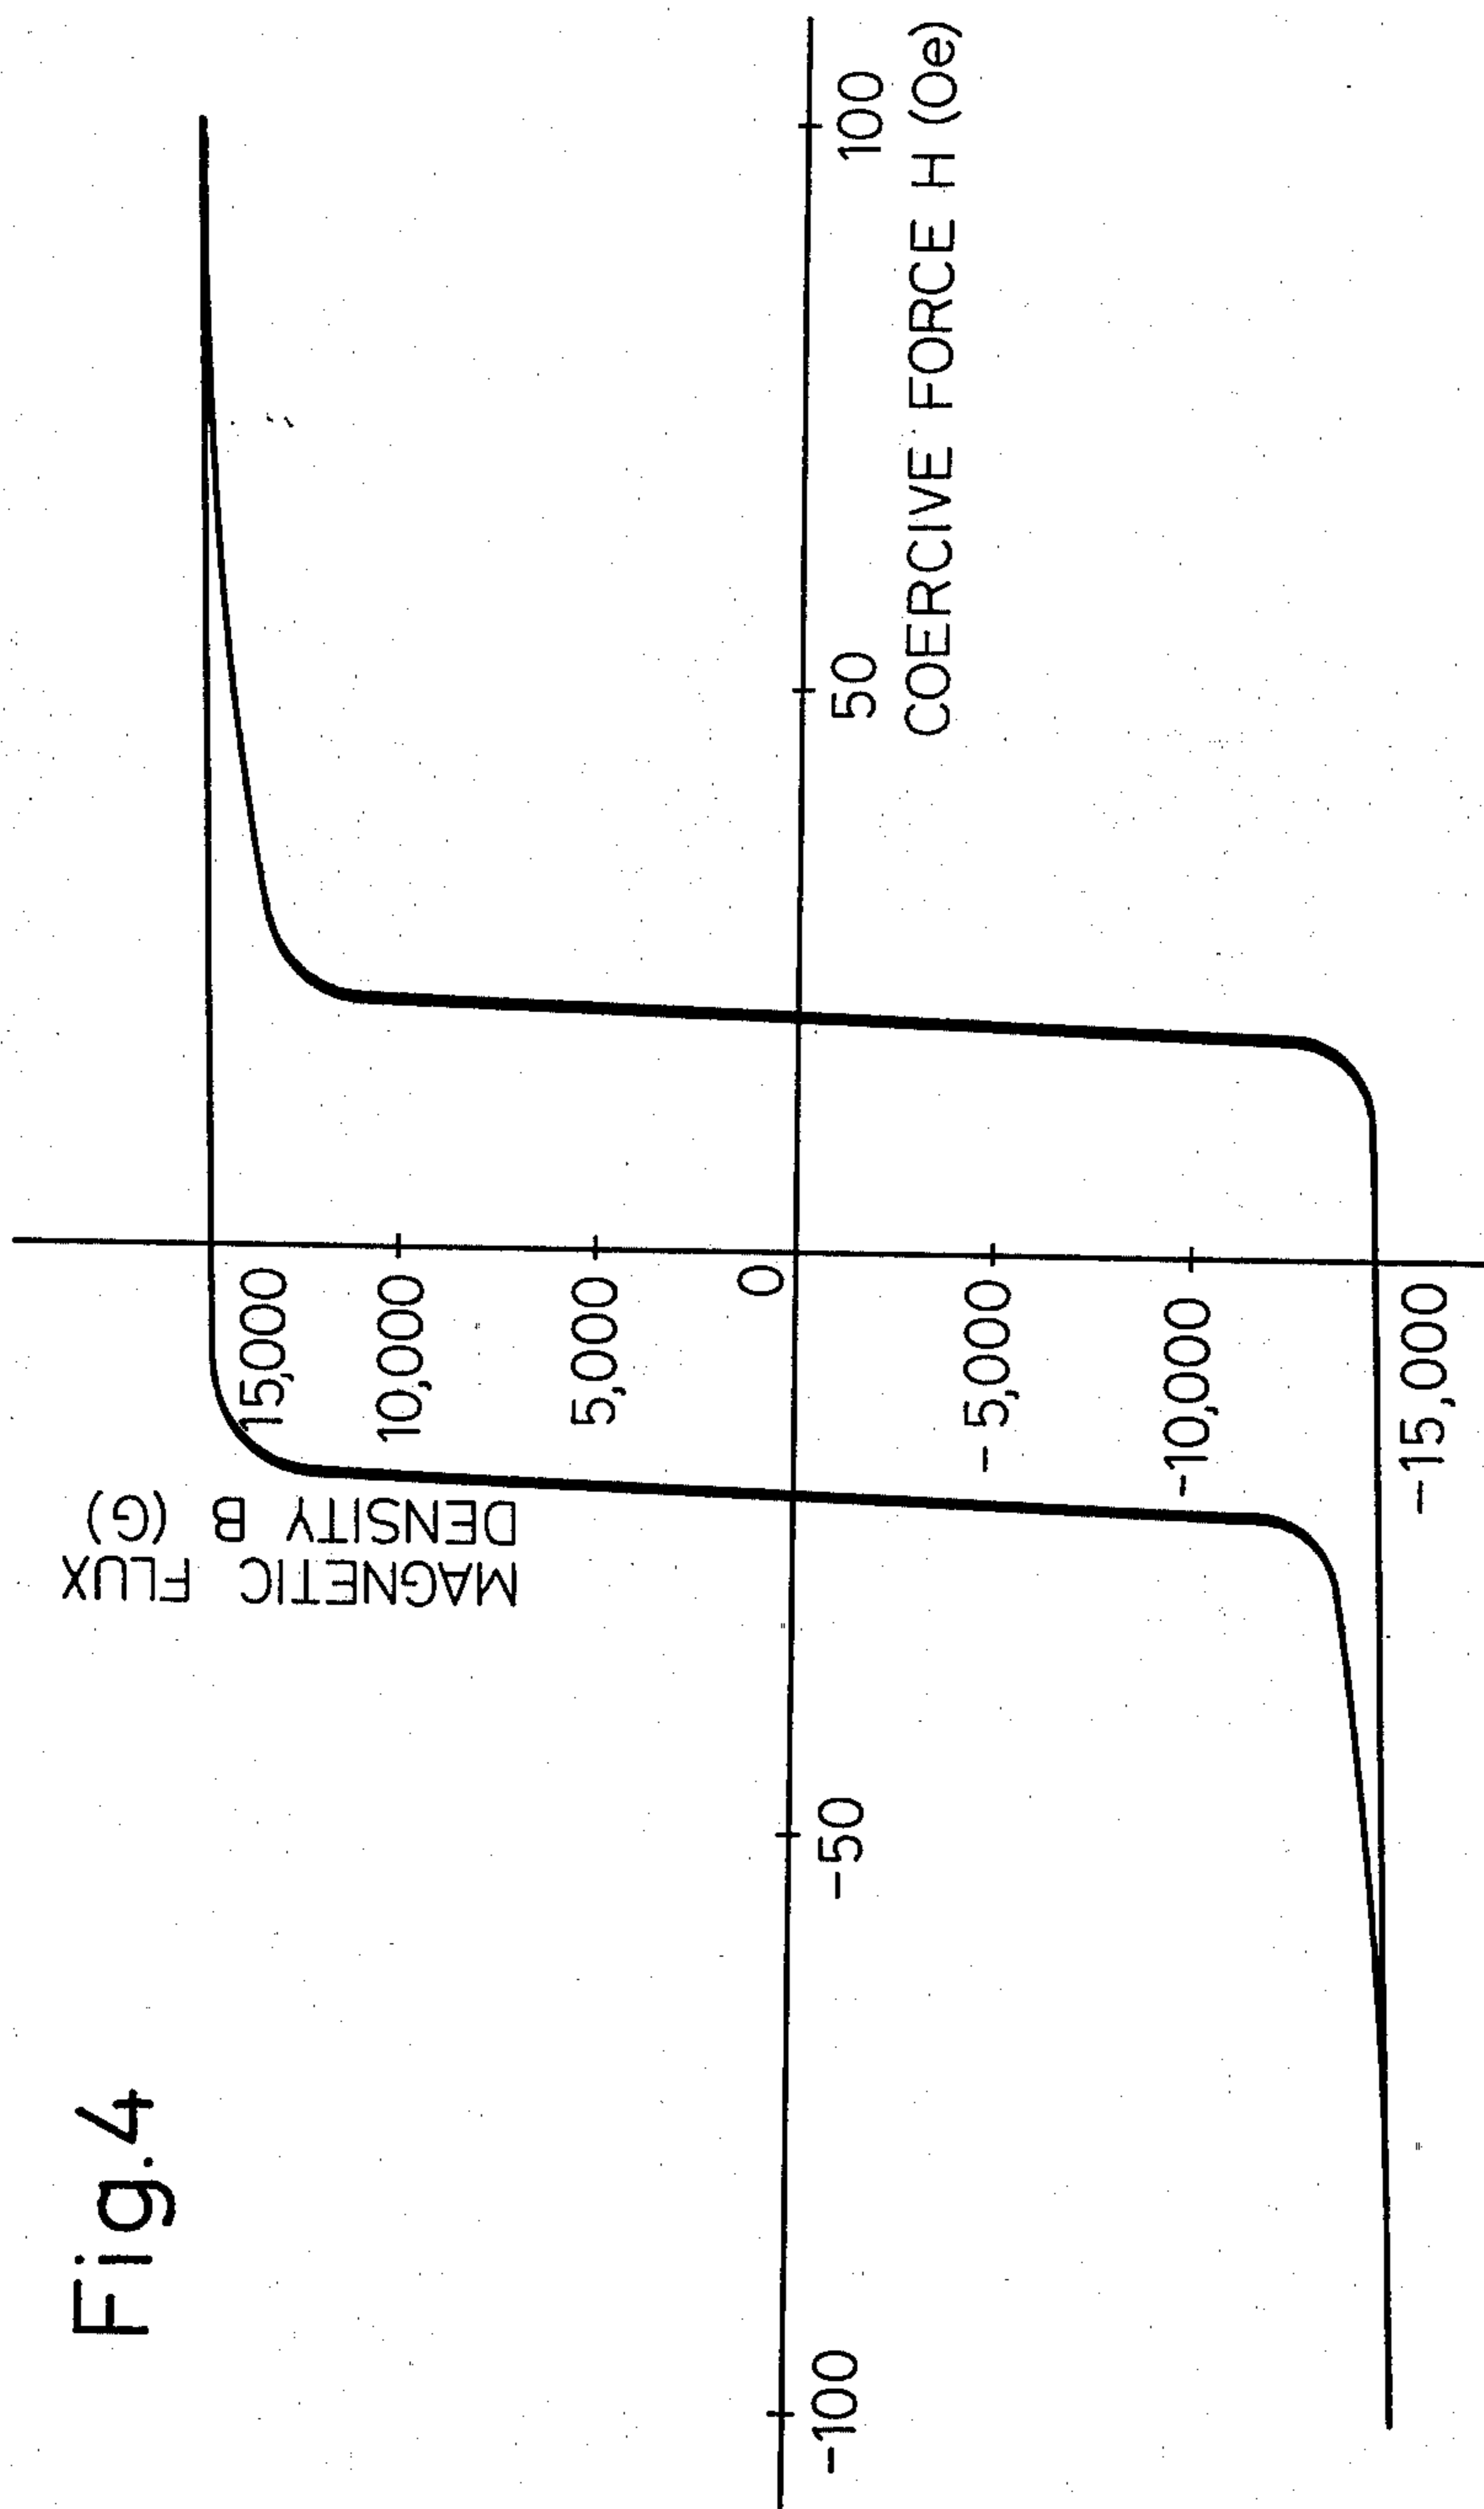 Fig.4
MAGNETIC FLUX
DENSITY B (G)
15,000
10,000
5,000
0
-5,000
-10,000
-15,000
-100
-50
50
100
COERCIVE FORCE H (Oe)